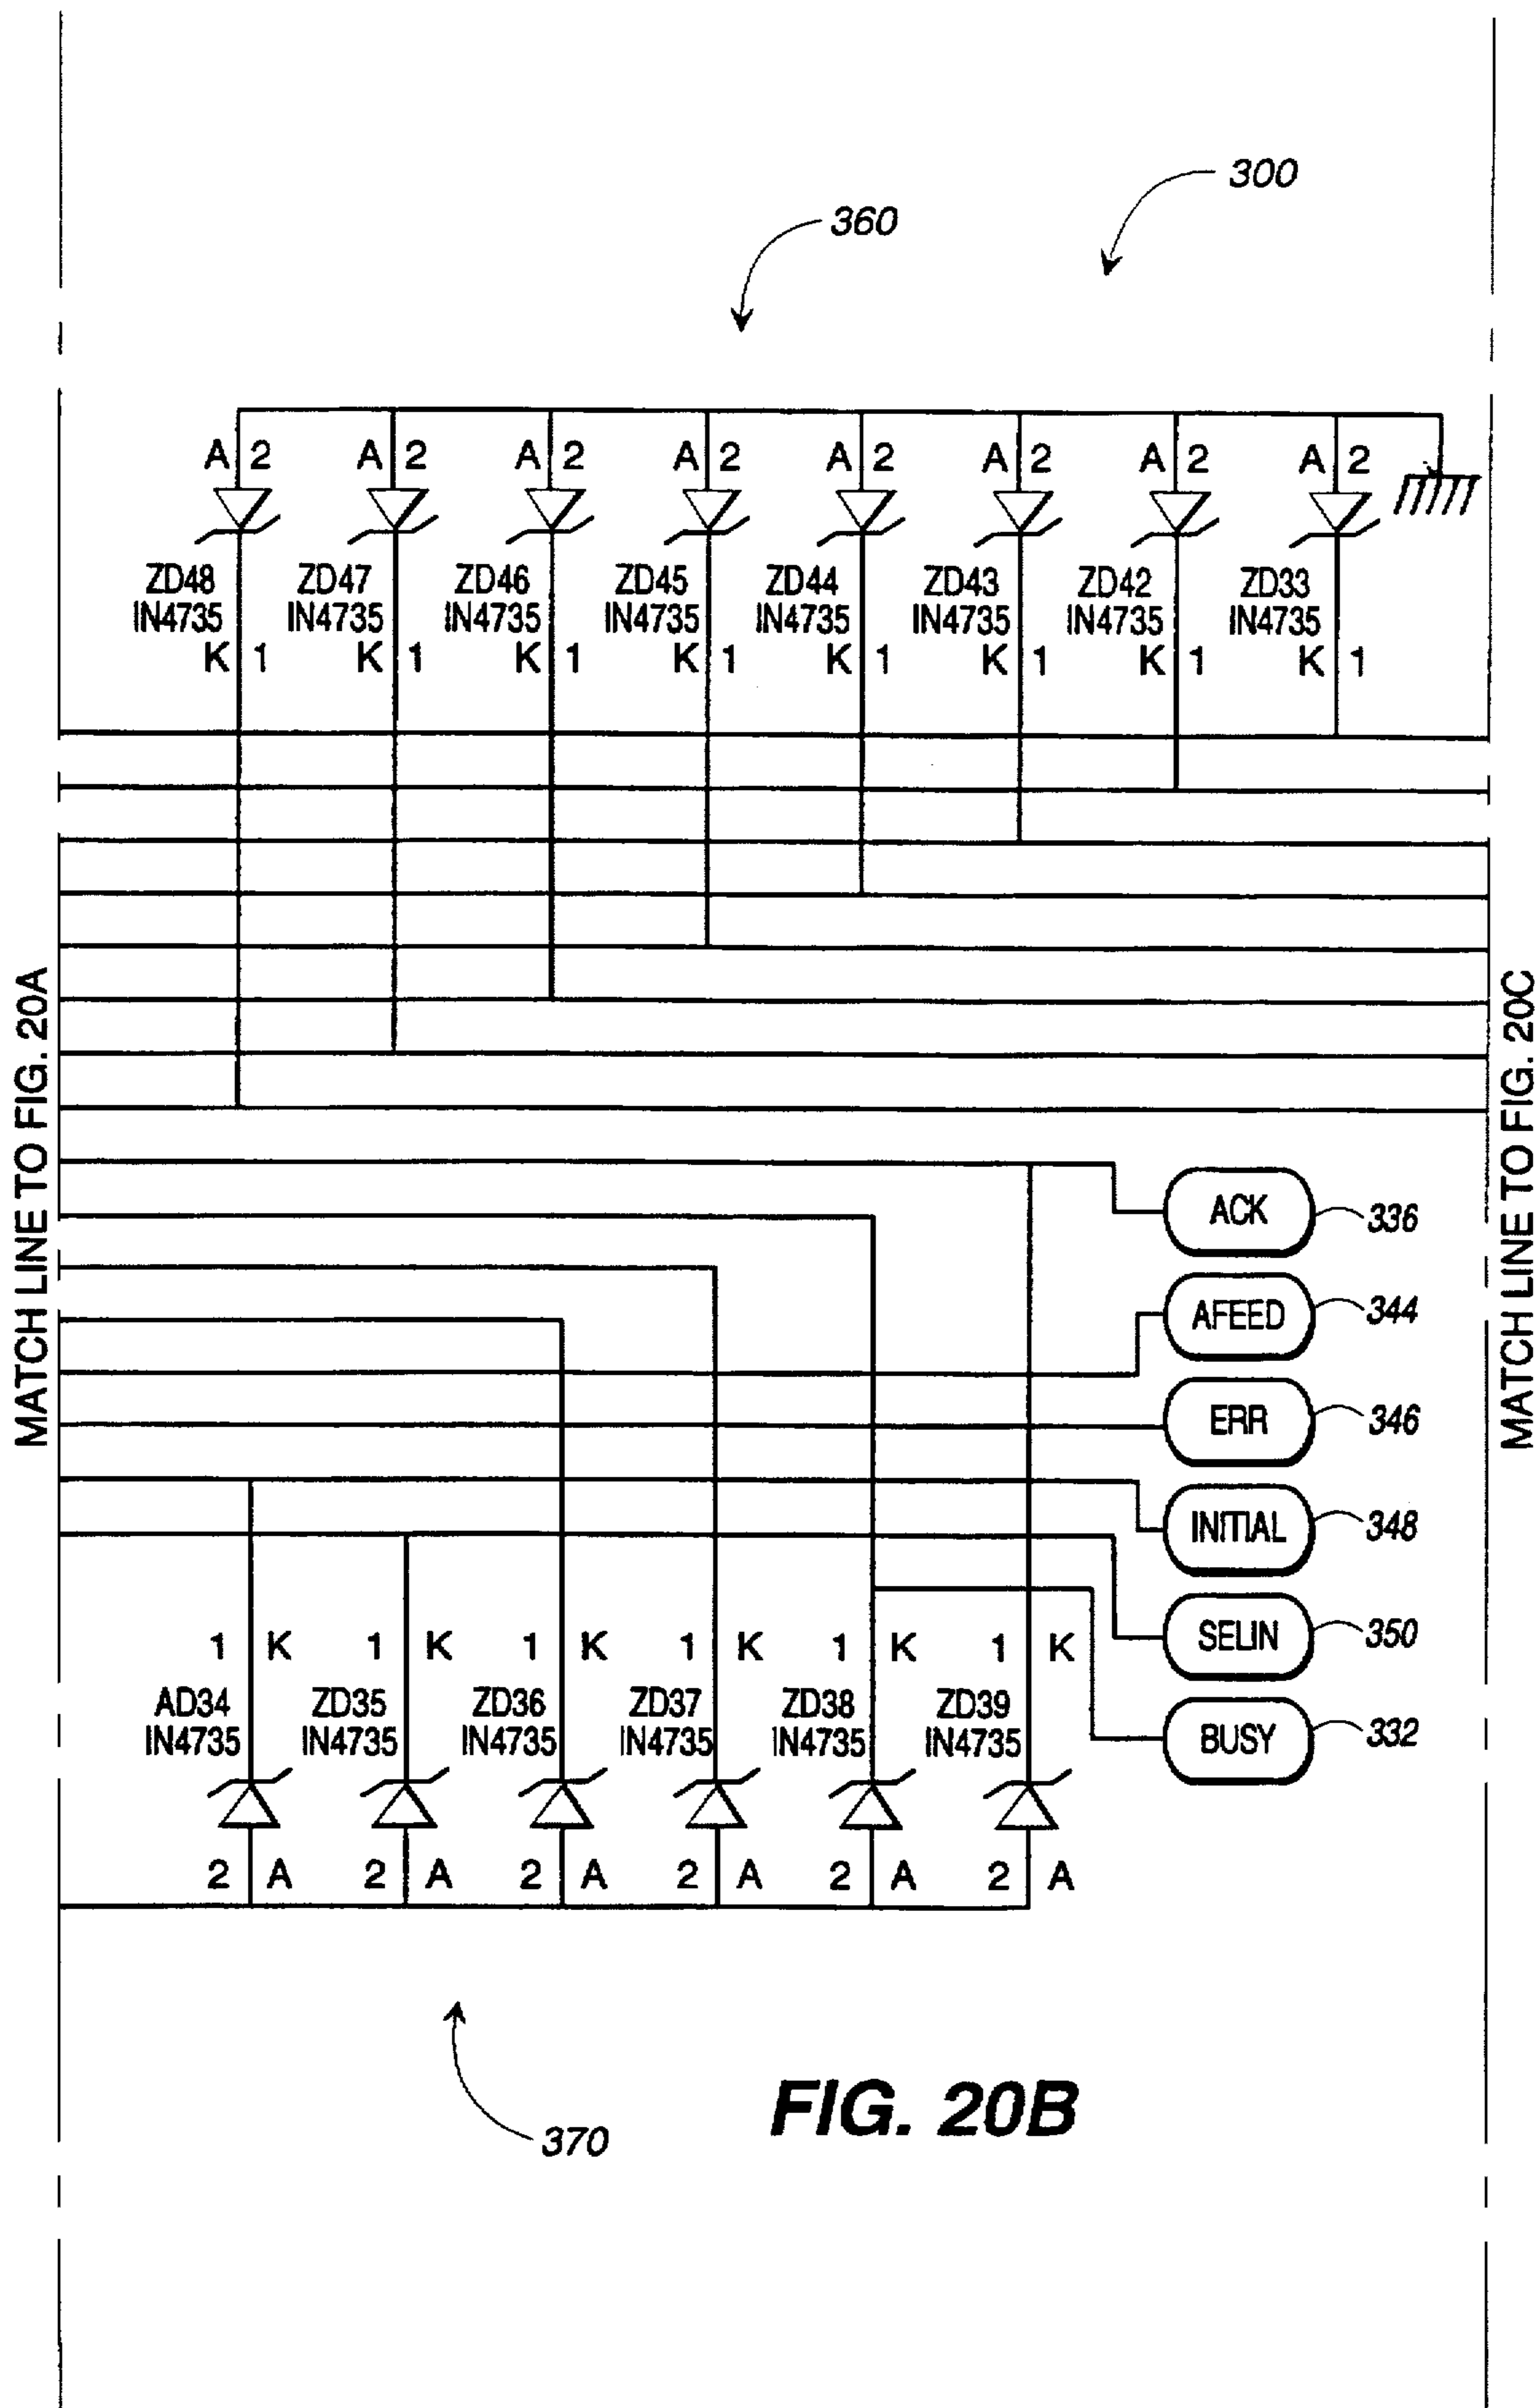 300
360
A 2 A 2 A 2 A 2 A 2 A 2 A 2 A 2
ZD48 ZD47 ZD46 ZD45 ZD44 ZD43 ZD42 ZD33
IN4735 IN4735 IN4735 IN4735 IN4735 IN4735 IN4735 IN4735
K 1 K 1 K 1 K 1 K 1 K 1 K 1 K 1
MATCH LINE TO FIG. 20A
MATCH LINE TO FIG. 20C
ACK 336
AFEED 344
ERR 346
INITIAL 348
SELIN 350
BUSY 332
1 K 1 K 1 K 1 K 1 K 1 K
AD34 ZD35 ZD36 ZD37 ZD38 ZD39
IN4735 IN4735 IN4735 IN4735 IN4735 IN4735
2 A 2 A 2 A 2 A 2 A 2 A
370
FIG. 20B